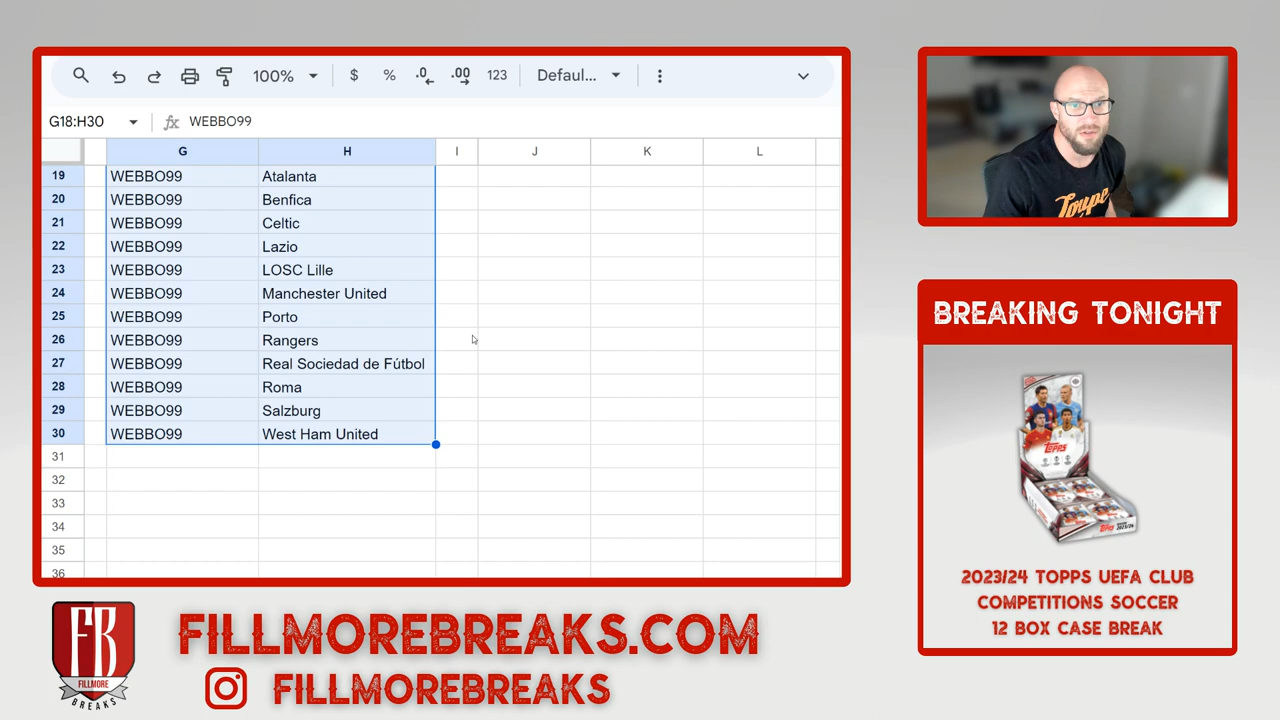 100%
$ % .0 .00 123 Defaul...
G18:H30 fx WEBBO99
G H I J K L
19 WEBBO99 Atalanta
20 WEBBO99 Benfica
21 WEBBO99 Celtic
22 WEBBO99 Lazio
23 WEBBO99 LOSC Lille
24 WEBBO99 Manchester United
25 WEBBO99 Porto
26 WEBBO99 Rangers
27 WEBBO99 Real Sociedad de Fútbol
28 WEBBO99 Roma
29 WEBBO99 Salzburg
30 WEBBO99 West Ham United
31
32
33
34
35
36
Toupe
BREAKING TONIGHT
TOPPS
TOPPS
2023/24 TOPPS UEFA CLUB
COMPETITIONS SOCCER
12 BOX CASE BREAK
FB
FILLMORE
BREAKS
FILLMOREBREAKS.COM
FILLMOREBREAKS